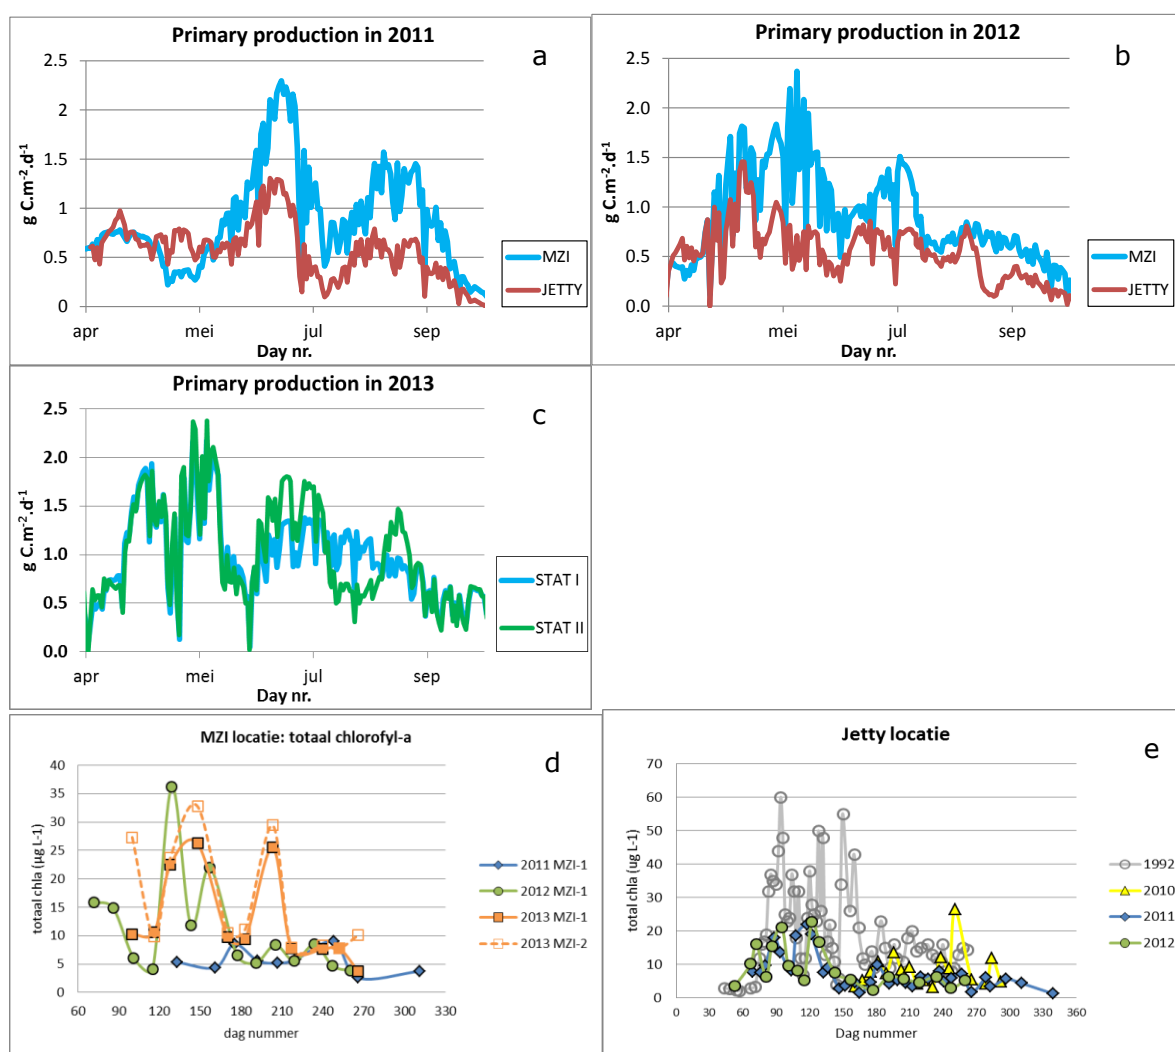 Primary production in 2011
a
g C.m-2.d-1
2.5
2
1.5
1
0.5
0
apr
mei
jul
sep
Day nr.
MZI
JETTY
Primary production in 2012
b
g C.m-2.d-1
2.5
2.0
1.5
1.0
0.5
0.0
apr
mei
jul
sep
Day nr.
MZI
JETTY
Primary production in 2013
c
g C.m-2.d-1
2.5
2.0
1.5
1.0
0.5
0.0
apr
mei
jul
sep
Day nr.
STAT I
STAT II
MZI locatie: totaal chlorofyl-a
d
totaal chla (µg L-1)
40
35
30
25
20
15
10
5
0
60
90
120
150
180
210
240
270
300
330
dag nummer
2011 MZI-1
2012 MZI-1
2013 MZI-1
2013 MZI-2
Jetty locatie
e
total chla (ug L-1)
70
60
50
40
30
20
10
0
0
30
60
90
120
150
180
210
240
270
300
330
360
Dag nummer
1992
2010
2011
2012